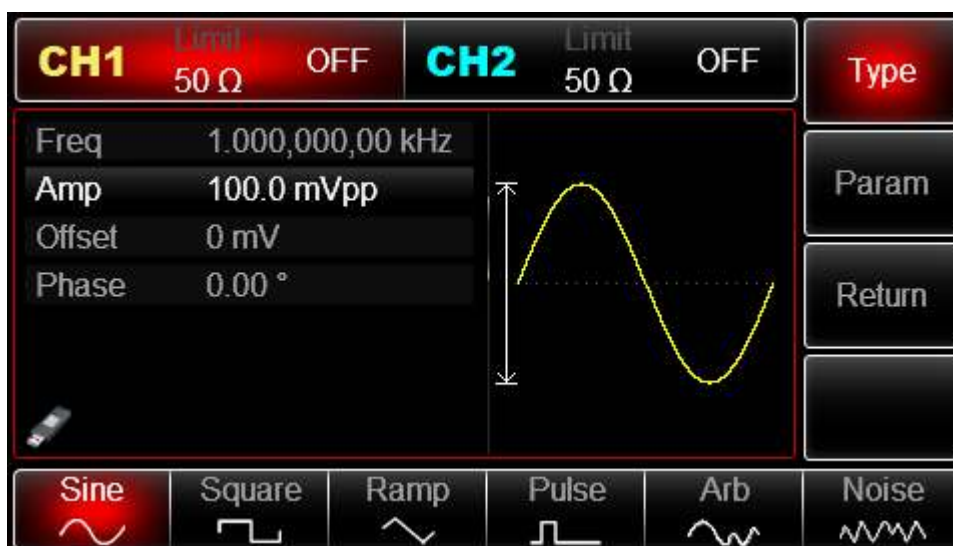 CH1 Limit 50 Ω OFF CH2 Limit 50 Ω OFF Type
Freq 1.000,000,00 kHz
Amp 100.0 mVpp
Param
Offset 0 mV
Phase 0.00 °
Return
Sine Square Ramp Pulse Arb Noise